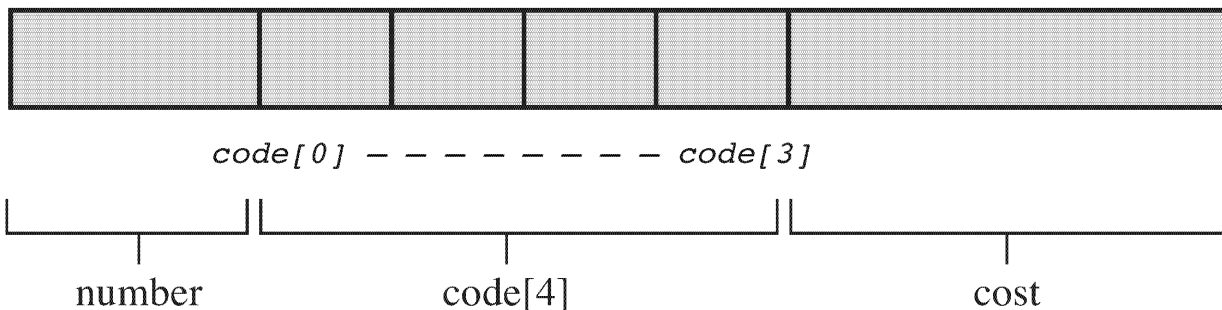 code[0] – – – – – – – – – code[3]
number code[4] cost